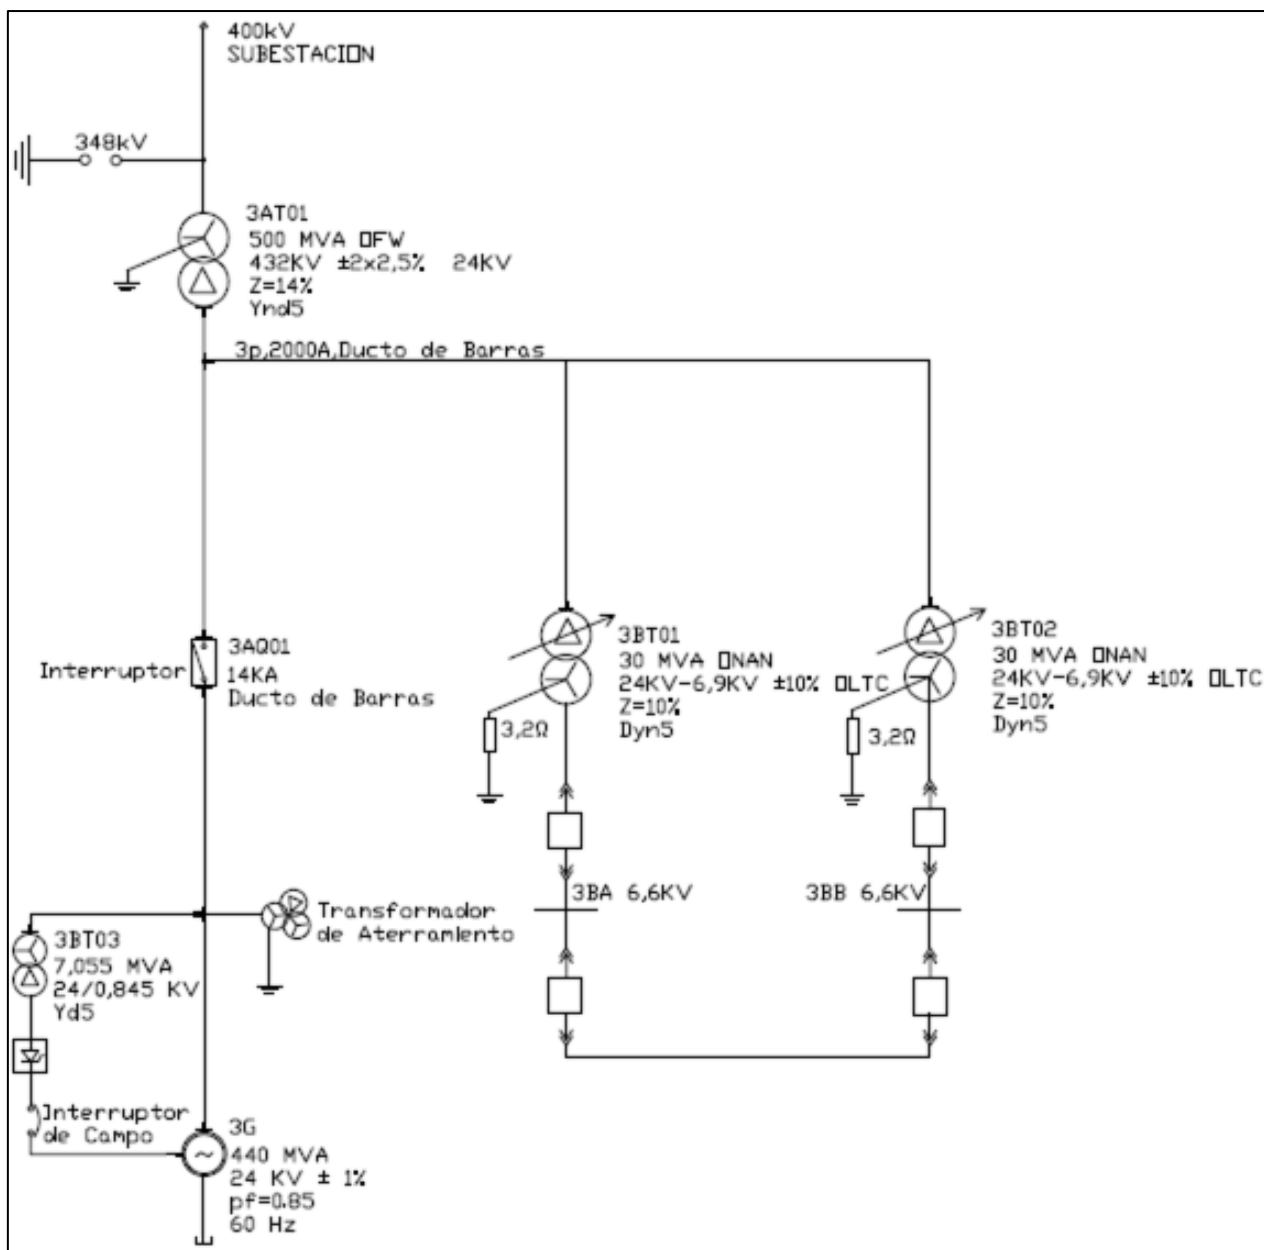 400kV
SUBESTACION
348kV
3AT01
500 MVA OFW
432KV ±2x2,5% 24KV
Z=14%
Ynd5
3p,2000A,Ducto de Barras
3AQ01
Interruptor
14KA
Ducto de Barras
3BT01
30 MVA ONAN
24KV-6,9KV ±10% OLTC
Z=10%
Dyn5
3,2Ω
3BT02
30 MVA ONAN
24KV-6,9KV ±10% OLTC
Z=10%
Dyn5
3,2Ω
3BA 6,6KV
3BB 6,6KV
Transformador
de Aterramiento
3BT03
7,055 MVA
24/0,845 KV
Yd5
Interruptor
de Campo
3G
440 MVA
24 KV ± 1%
pf=0.85
60 Hz